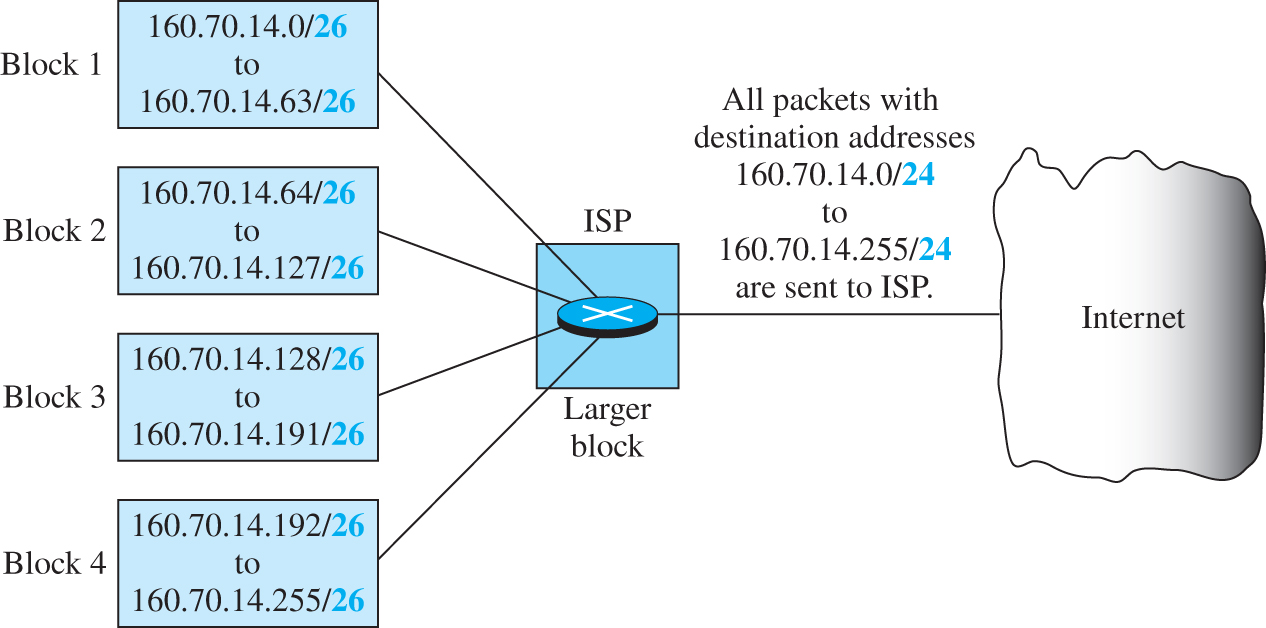 Block 1
160.70.14.0/26
to
160.70.14.63/26
Block 2
160.70.14.64/26
to
160.70.14.127/26
Block 3
160.70.14.128/26
to
160.70.14.191/26
Block 4
160.70.14.192/26
to
160.70.14.255/26
ISP
Larger
block
All packets with
destination addresses
160.70.14.0/24
to
160.70.14.255/24
are sent to ISP.
Internet